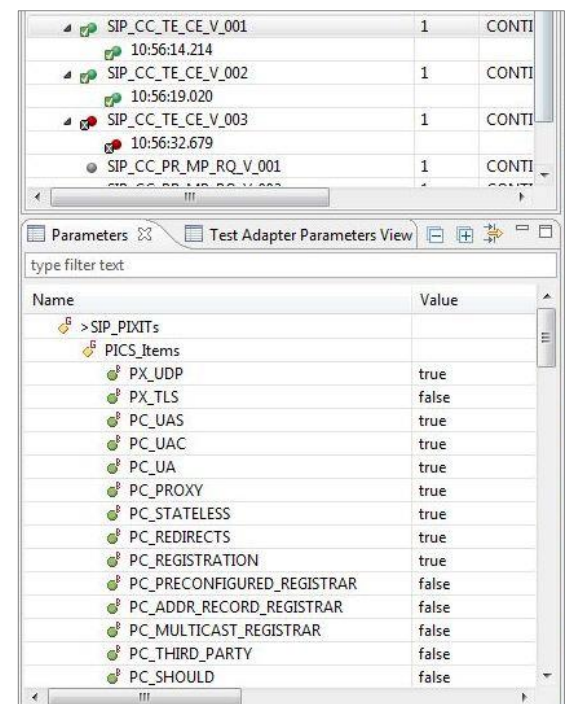 SIP_CC_TE_CE_V_001 1 CONTI
10:56:14.214
SIP_CC_TE_CE_V_002 1 CONTI
10:56:19.020
SIP_CC_TE_CE_V_003 1 CONTI
10:56:32.679
SIP_CC_PR_MP_RQ_V_001 1 CONTI
Parameters Test Adapter Parameters View
type filter text
Name Value
>SIP_PIXITs
PICS_Items
PX_UDP true
PX_TLS false
PC_UAS true
PC_UAC true
PC_UA true
PC_PROXY true
PC_STATELESS true
PC_REDIRECTS true
PC_REGISTRATION true
PC_PRECONFIGURED_REGISTRAR false
PC_ADDR_RECORD_REGISTRAR false
PC_MULTICAST_REGISTRAR false
PC_THIRD_PARTY false
PC_SHOULD false